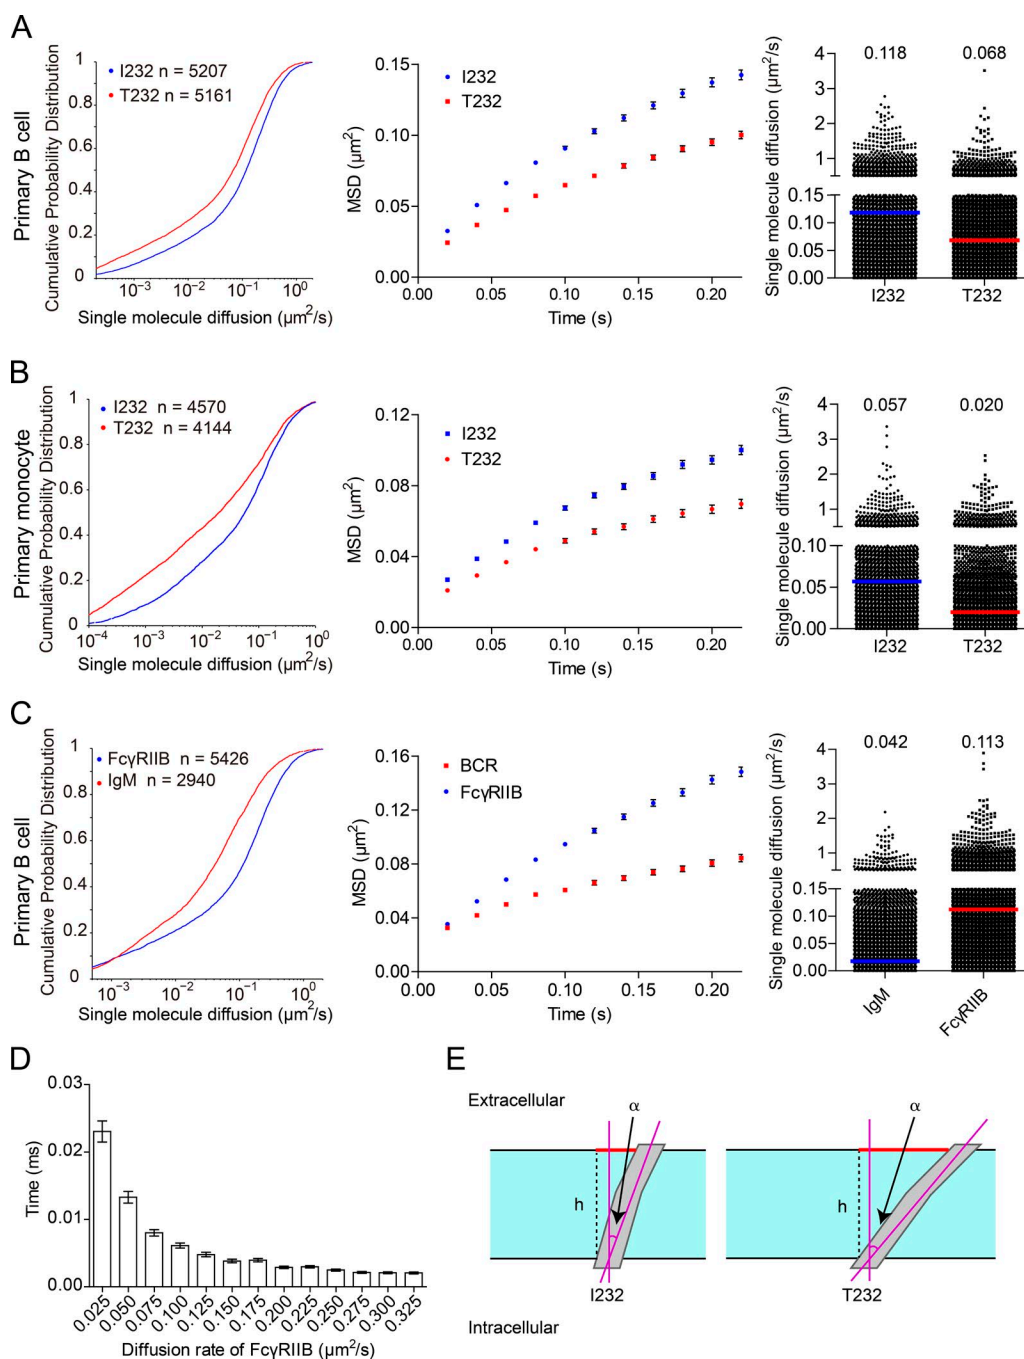 A
Primary B cell
Cumulative Probability Distribution
1
0.8
0.6
0.4
0.2
0
I232 n = 5207
T232 n = 5161
10⁻³ 10⁻² 10⁻¹ 10⁰
Single molecule diffusion (μm²/s)
MSD (μm²)
0.15
0.10
0.05
0.00
I232
T232
0.00 0.05 0.10 0.15 0.20
Time (s)
Single molecule diffusion (μm²/s)
4
3
2
1
0.15
0.10
0.05
0.00
0.118 0.068
I232 T232
B
Primary monocyte
Cumulative Probability Distribution
1
0.8
0.6
0.4
0.2
0
I232 n = 4570
T232 n = 4144
10⁻⁴ 10⁻³ 10⁻² 10⁻¹ 10⁰
Single molecule diffusion (μm²/s)
MSD (μm²)
0.12
0.08
0.04
0.00
I232
T232
0.00 0.05 0.10 0.15 0.20
Time (s)
Single molecule diffusion (μm²/s)
4
3
2
1
0.10
0.05
0.00
0.057 0.020
I232 T232
C
Primary B cell
Cumulative Probability Distribution
1
0.8
0.6
0.4
0.2
0
FcγRIIB n = 5426
IgM n = 2940
10⁻³ 10⁻² 10⁻¹ 10⁰
Single molecule diffusion (μm²/s)
MSD (μm²)
0.16
0.12
0.08
0.04
0.00
BCR
FcγRIIB
0.00 0.05 0.10 0.15 0.20
Time (s)
Single molecule diffusion (μm²/s)
4
3
2
1
0.15
0.10
0.05
0.00
0.042 0.113
IgM FcγRIIB
D
Time (ms)
0.03
0.02
0.01
0.00
0.025 0.050 0.075 0.100 0.125 0.150 0.175 0.200 0.225 0.250 0.275 0.300 0.325
Diffusion rate of FcγRIIB (μm²/s)
E
Extracellular
α α
h h
I232 T232
Intracellular